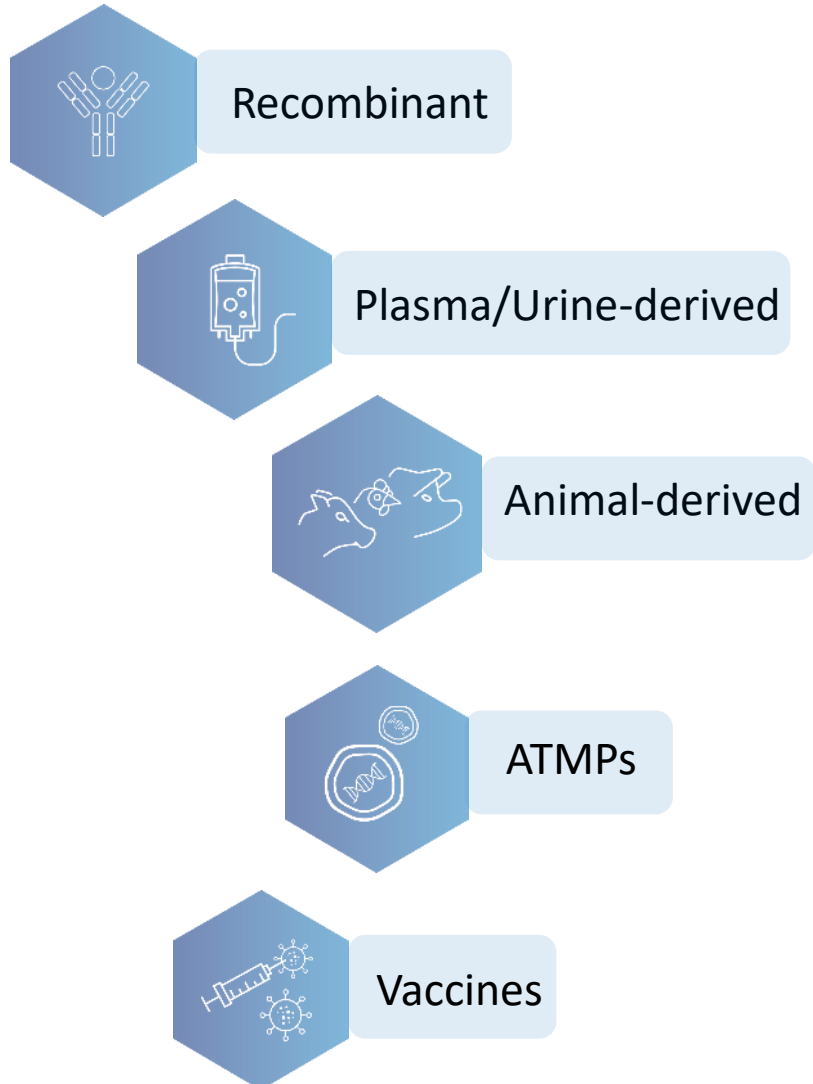 Recombinant
Plasma/Urine-derived
Animal-derived
ATMPs
Vaccines